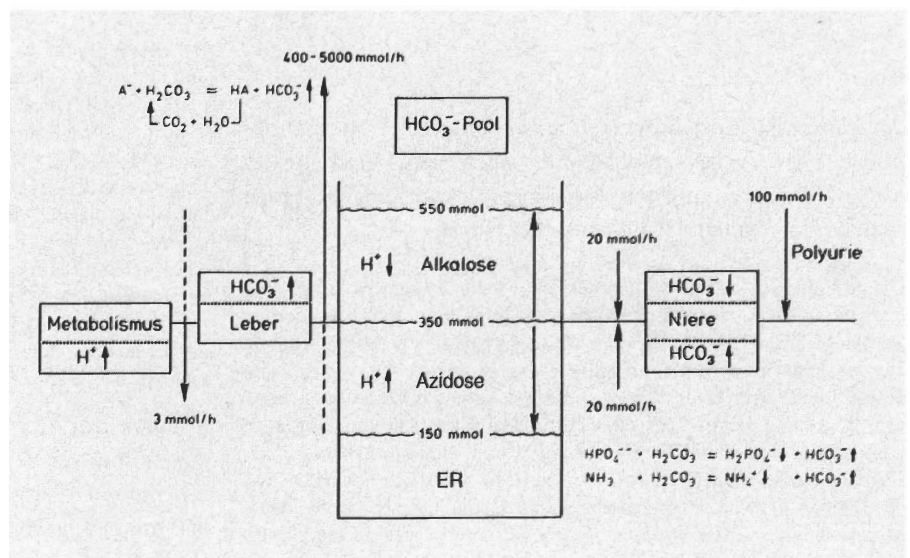 400-5000 mmol/h
A⁻ + H₂CO₃ = HA + HCO₃⁻ ↑
CO₂ + H₂O
HCO₃⁻-Pool
550 mmol
100 mmol/h
20 mmol/h
Polyurie
H⁺ ↓ Alkalose
HCO₃⁻ ↑
HCO₃⁻ ↓
Metabolismus
Leber
350 mmol
Niere
H⁺ ↑
HCO₃⁻ ↑
H⁺ ↑ Azidose
3 mmol/h
20 mmol/h
150 mmol
HPO₄⁻⁻ + H₂CO₃ = H₂PO₄⁻ ↓ + HCO₃⁻ ↑
ER
NH₃ + H₂CO₃ = NH₄⁺ ↓ + HCO₃⁻ ↑